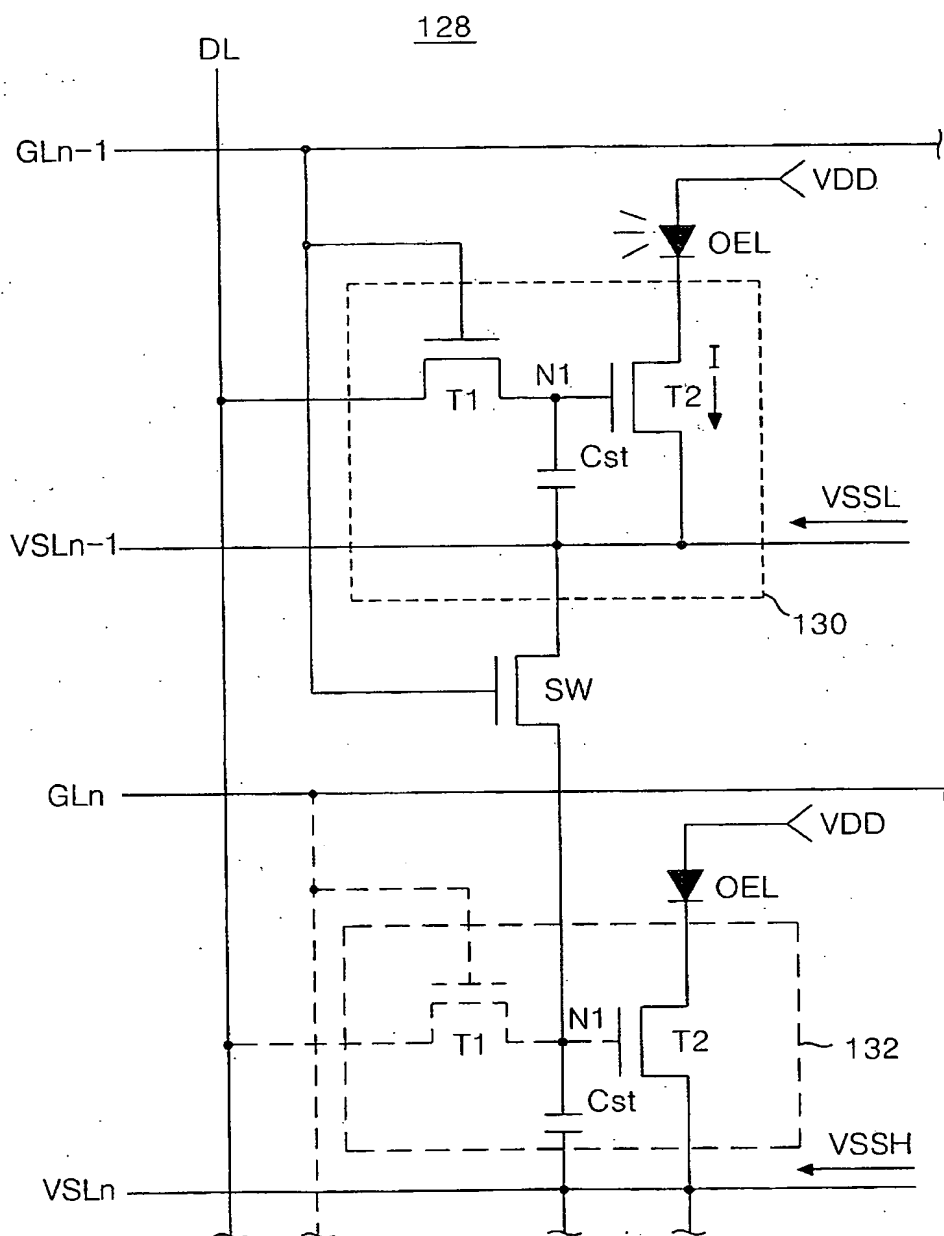 128
DL
GLn-1
VDD
OEL
N1
I
T1
T2
Cst
VSSL
VSLn-1
130
SW
GLn
VDD
OEL
N1
T1
T2
132
Cst
VSSH
VSLn